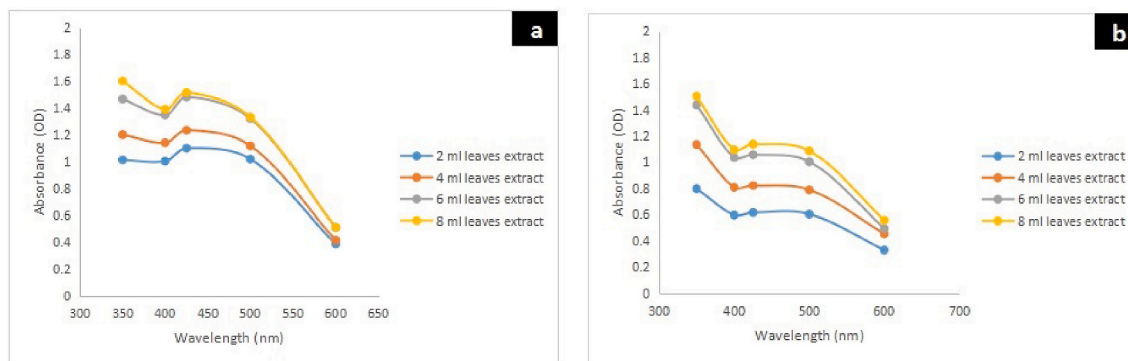 a
2
1.8
1.6
1.4
1.2
1
0.8
0.6
0.4
0.2
0
Absorbance (OD)
300 350 400 450 500 550 600 650
Wavelength (nm)
2 ml leaves extract
4 ml leaves extract
6 ml leaves extract
8 ml leaves extract
b
2
1.8
1.6
1.4
1.2
1
0.8
0.6
0.4
0.2
0
Absorbance (OD)
300 400 500 600 700
Wavelength (nm)
2 ml leaves extract
4 ml leaves extract
6 ml leaves extract
8 ml leaves extract